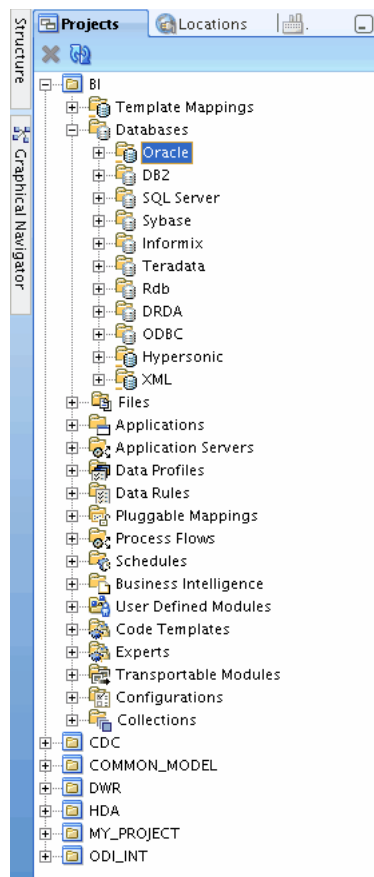 Structure
Graphical Navigator
Projects Locations
BI
Template Mappings
Databases
Oracle
DB2
SQL Server
Sybase
Informix
Teradata
Rdb
DRDA
ODBC
Hypersonic
XML
Files
Applications
Application Servers
Data Profiles
Data Rules
Pluggable Mappings
Process Flows
Schedules
Business Intelligence
User Defined Modules
Code Templates
Experts
Transportable Modules
Configurations
Collections
CDC
COMMON_MODEL
DWR
HDA
MY_PROJECT
ODI_INT